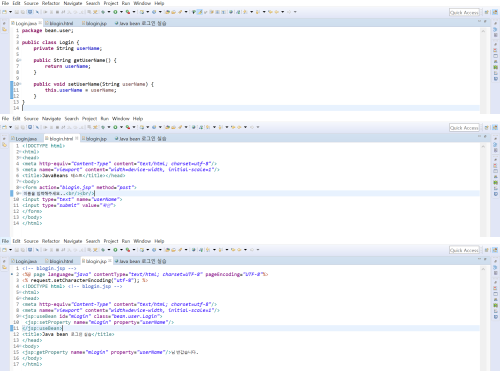 File Edit Source Refactor Navigate Search Project Run Window Help
Quick Access
Login.java blogin.html blogin.jsp Java bean 로그인 실습
1 package bean.user;
2
3 public class Login {
4 private String userName;
5
6 public String getUserName() {
7 return userName;
8 }
9
10 public void setUserName(String userName) {
11 this.userName = userName;
12 }
13 }
14
File Edit Source Refactor Navigate Search Project Run Window Help
Quick Access
Login.java blogin.html blogin.jsp Java bean 로그인 실습
1 <!DOCTYPE html>
2 <html>
3 <head>
4 <meta http-equiv="Content-Type" content="text/html; charset=utf-8"/>
5 <meta name="viewport" content="width=device-width, initial-scale=1"/>
6 <title>JavaBeans 테스트</title></head>
7 <body>
8 <form action="blogin.jsp" method="post">
9 이름을 입력해주세요..<br/><br/>
10 <input type="text" name="userName">
11 <input type="submit" value="
12 </form>
13 </body>
14 </html>
File Edit Source Refactor Navigate Search Project Run Window Help
Quick Access
Login.java blogin.html blogin.jsp Java bean 로그인 실습
1 <!-- blogin.jsp -->
2 <%@ page language="java" contentType="text/html; charset=UTF-8" pageEncoding="UTF-8"%>
3 <% request.setCharacterEncoding("utf-8"); %>
4 <!DOCTYPE html> <!-- blogin.jsp -->
5 <html>
6 <head>
7 <meta http-equiv="Content-Type" content="text/html; charset=utf-8"/>
8 <meta name="viewport" content="width=device-width, initial-scale=1"/>
9 <jsp:useBean id="mLogin" class="bean.user.Login">
10 <jsp:setProperty name="mLogin" property="userName"/>
11 </jsp:useBean>
12 <title>Java bean 로그인 실습</title>
13 </head>
14 <body>
15 <jsp:getProperty name="mLogin" property="userName"/>님 반갑습니다.
16 </body>
17 </html>